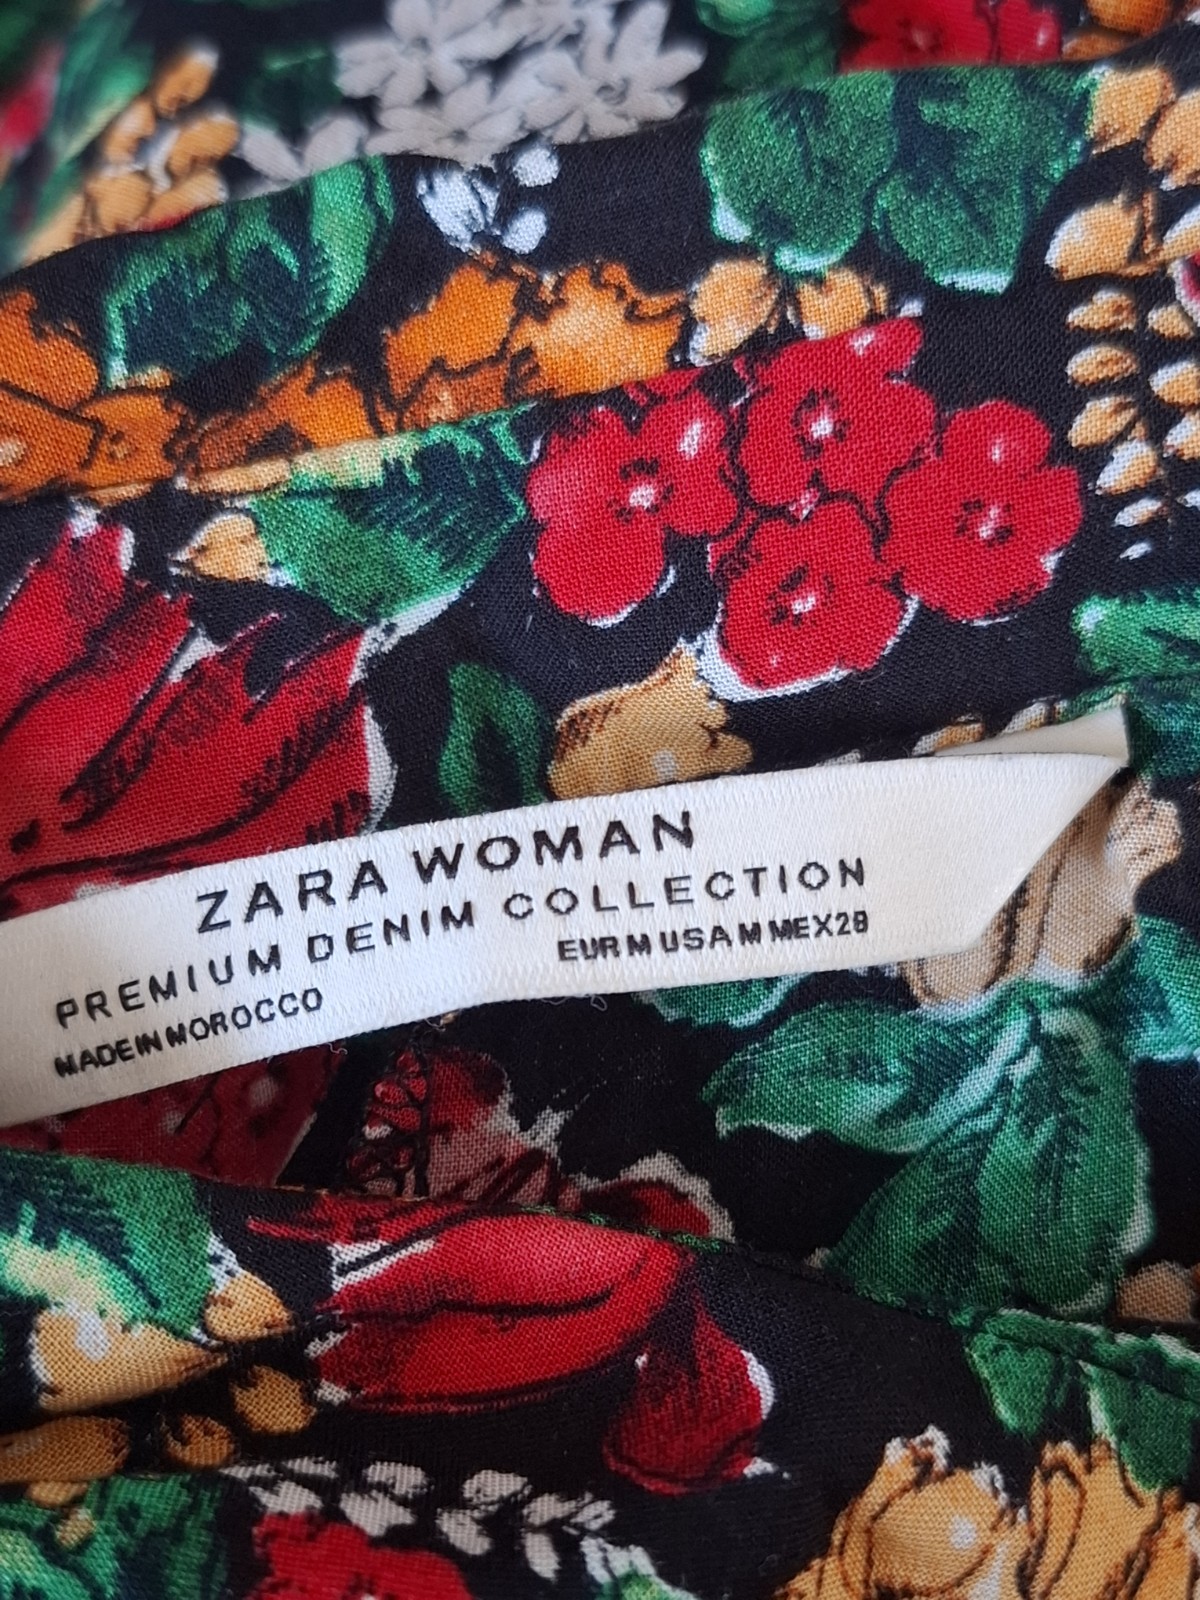 ZARA WOMAN
PREMIUM DENIM COLLECTION
MADE IN MOROCCO
EUR M USA M MEX 28